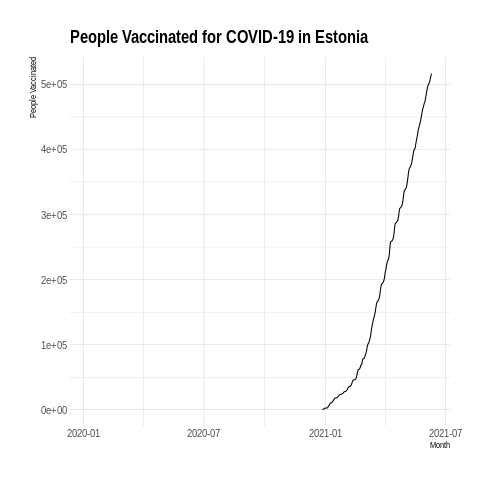 People Vaccinated for COVID-19 in Estonia
People Vaccinated
5e+05
4e+05
3e+05
2e+05
1e+05
0e+00
2020-01
2020-07
2021-01
2021-07
Month